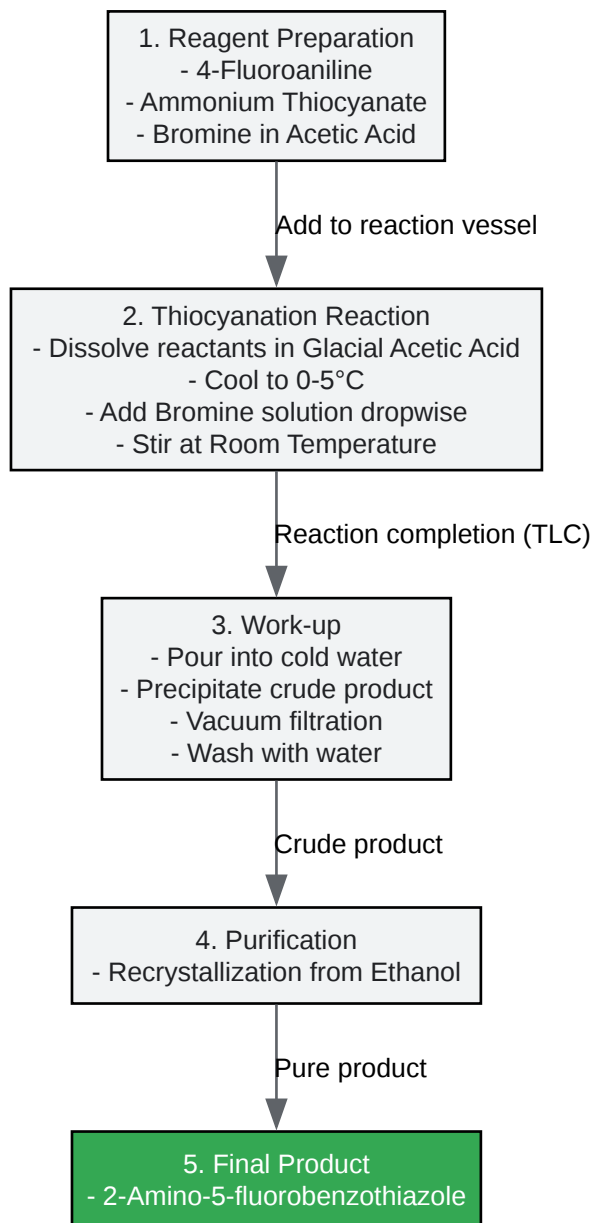 1. Reagent Preparation
- 4-Fluoroaniline
- Ammonium Thiocyanate
- Bromine in Acetic Acid
Add to reaction vessel
2. Thiocyanation Reaction
- Dissolve reactants in Glacial Acetic Acid
- Cool to 0-5°C
- Add Bromine solution dropwise
- Stir at Room Temperature
Reaction completion (TLC)
3. Work-up
- Pour into cold water
- Precipitate crude product
- Vacuum filtration
- Wash with water
Crude product
4. Purification
- Recrystallization from Ethanol
Pure product
5. Final Product
- 2-Amino-5-fluorobenzothiazole